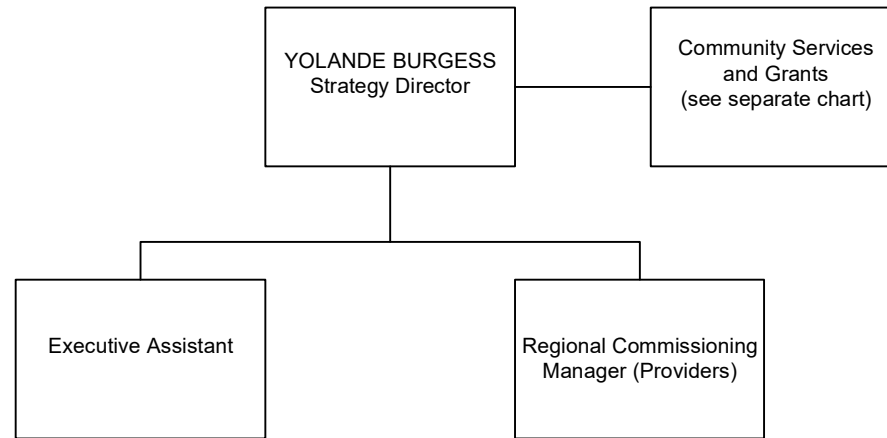 YOLANDE BURGESS
Strategy Director
Community Services
and Grants
(see separate chart)
Executive Assistant
Regional Commissioning
Manager (Providers)